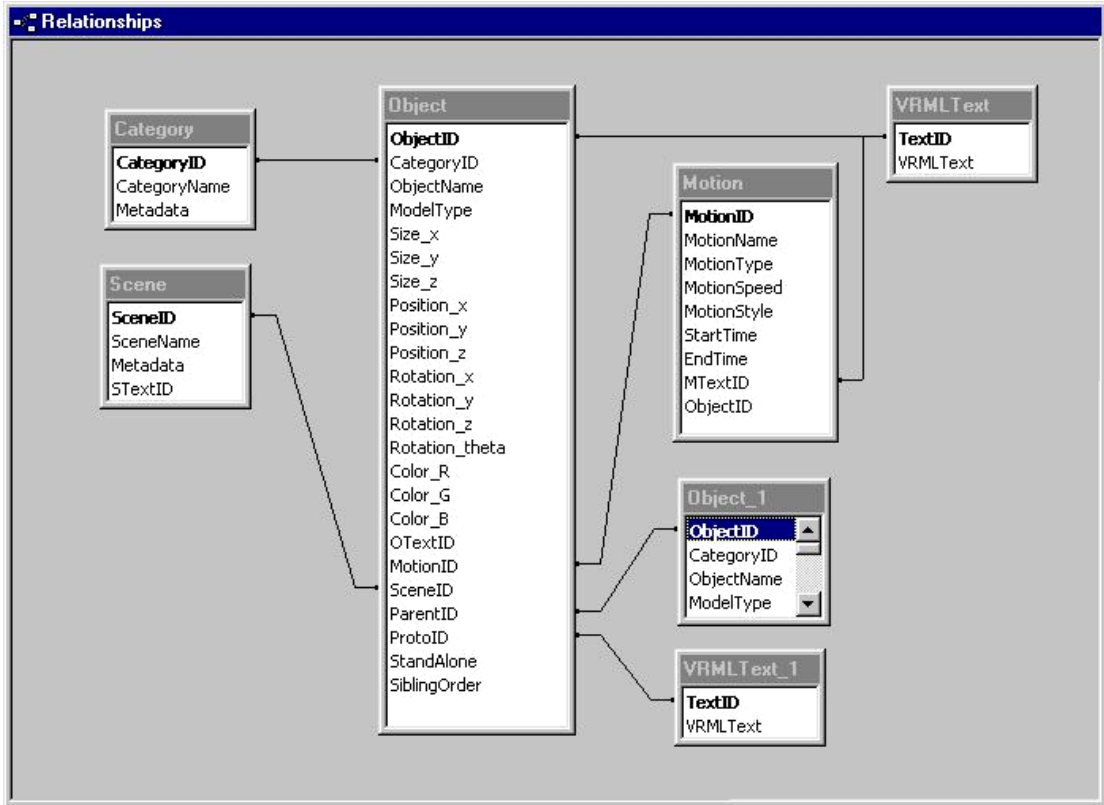 Relationships
Category
CategoryID
CategoryName
Metadata
Scene
SceneID
SceneName
Metadata
STextID
Object
ObjectID
CategoryID
ObjectName
ModelType
Size_x
Size_y
Size_z
Position_x
Position_y
Position_z
Rotation_x
Rotation_y
Rotation_z
Rotation_theta
Color_R
Color_G
Color_B
OTextID
MotionID
SceneID
ParentID
ProtoID
StandAlone
SiblingOrder
Motion
MotionID
MotionName
MotionType
MotionSpeed
MotionStyle
StartTime
EndTime
MTextID
ObjectID
Object_1
ObjectID
CategoryID
ObjectName
ModelType
VRMLText_1
TextID
VRMLText
VRMLText
TextID
VRMLText